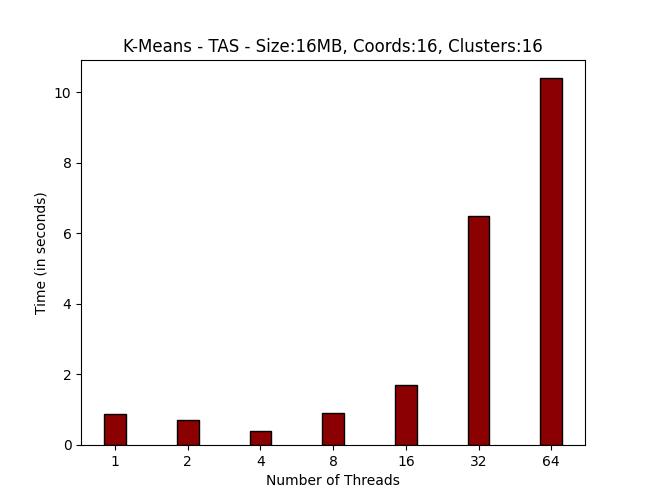 K-Means - TAS - Size:16MB, Coords:16, Clusters:16
10
8
6
4
2
0
Time (in seconds)
1 2 4 8 16 32 64
Number of Threads